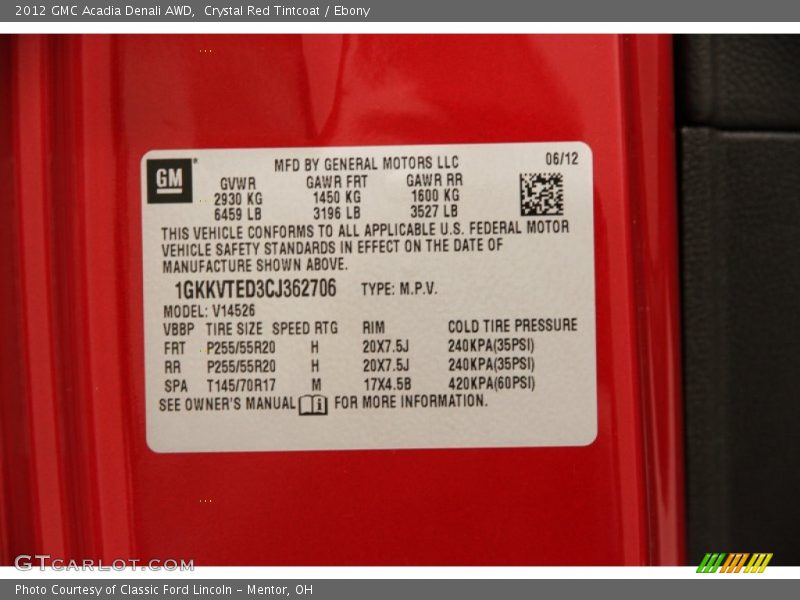 2012 GMC Acadia Denali AWD,  Crystal Red Tintcoat / Ebony
GM
MFD BY GENERAL MOTORS LLC 06/12
GVWR GAWR FRT GAWR RR
2930 KG 1450 KG 1600 KG
6459 LB 3196 LB 3527 LB
THIS VEHICLE CONFORMS TO ALL APPLICABLE U.S. FEDERAL MOTOR
VEHICLE SAFETY STANDARDS IN EFFECT ON THE DATE OF
MANUFACTURE SHOWN ABOVE.
1GKKVTED3CJ362706 TYPE: M.P.V.
MODEL: V14526
VBBP TIRE SIZE SPEED RTG RIM COLD TIRE PRESSURE
FRT P255/55R20 H 20X7.5J 240KPA(35PSI)
RR P255/55R20 H 20X7.5J 240KPA(35PSI)
SPA T145/70R17 M 17X4.5B 420KPA(60PSI)
SEE OWNER'S MANUAL FOR MORE INFORMATION.
GTCARLOT.COM
Photo Courtesy of Classic Ford Lincoln - Mentor, OH